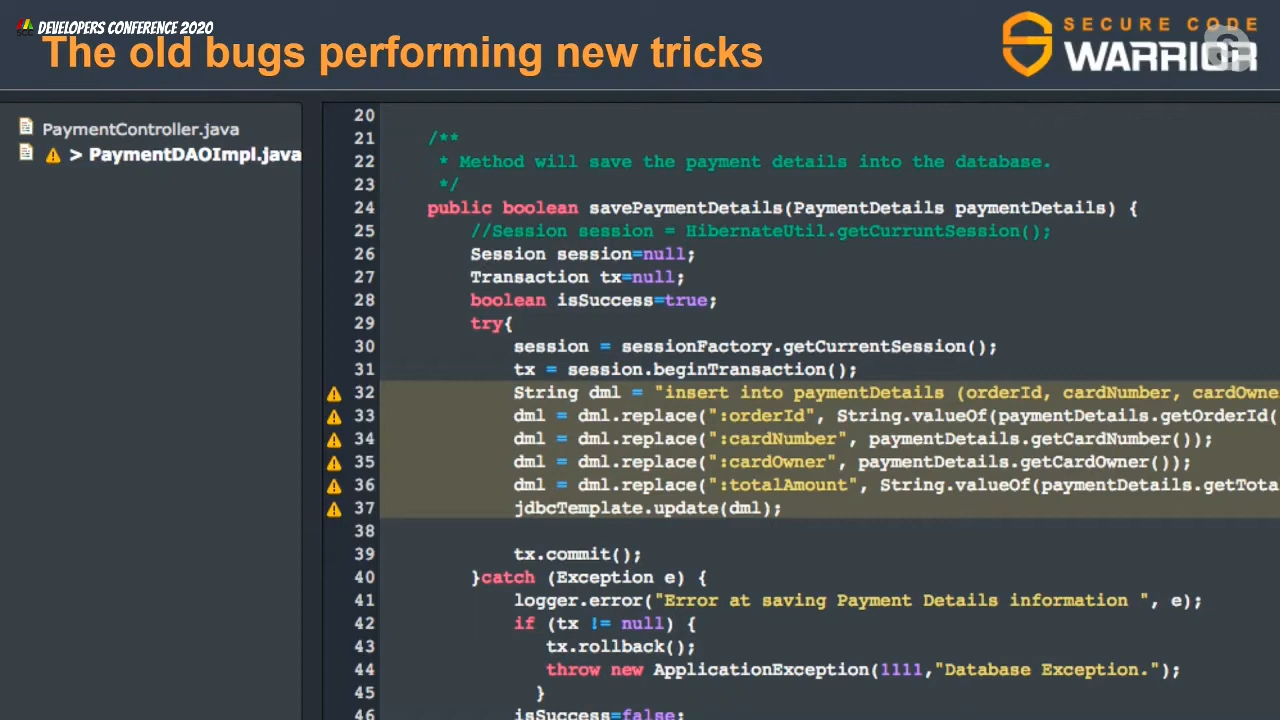 DEVELOPERS CONFERENCE 2020
The old bugs performing new tricks
SECURE CODE
WARRIOR
PaymentController.java
> PaymentDAOImpl.java
20
21 /**
22 * Method will save the payment details into the database.
23 */
24 public boolean savePaymentDetails(PaymentDetails paymentDetails) {
25 //Session session = HibernateUtil.getCurruntSession();
26 Session session=null;
27 Transaction tx=null;
28 boolean isSuccess=true;
29 try{
30 session = sessionFactory.getCurrentSession();
31 tx = session.beginTransaction();
32 String dml = "insert into paymentDetails (orderId, cardNumber, cardOwne
33 dml = dml.replace(":orderId", String.valueOf(paymentDetails.getOrderId(
34 dml = dml.replace(":cardNumber", paymentDetails.getCardNumber());
35 dml = dml.replace(":cardOwner", paymentDetails.getCardOwner());
36 dml = dml.replace(":totalAmount", String.valueOf(paymentDetails.getTota
37 jdbcTemplate.update(dml);
38
39 tx.commit();
40 }catch (Exception e) {
41 logger.error("Error at saving Payment Details information ", e);
42 if (tx != null) {
43 tx.rollback();
44 throw new ApplicationException(1111,"Database Exception.");
45 }
46 isSuccess=false;